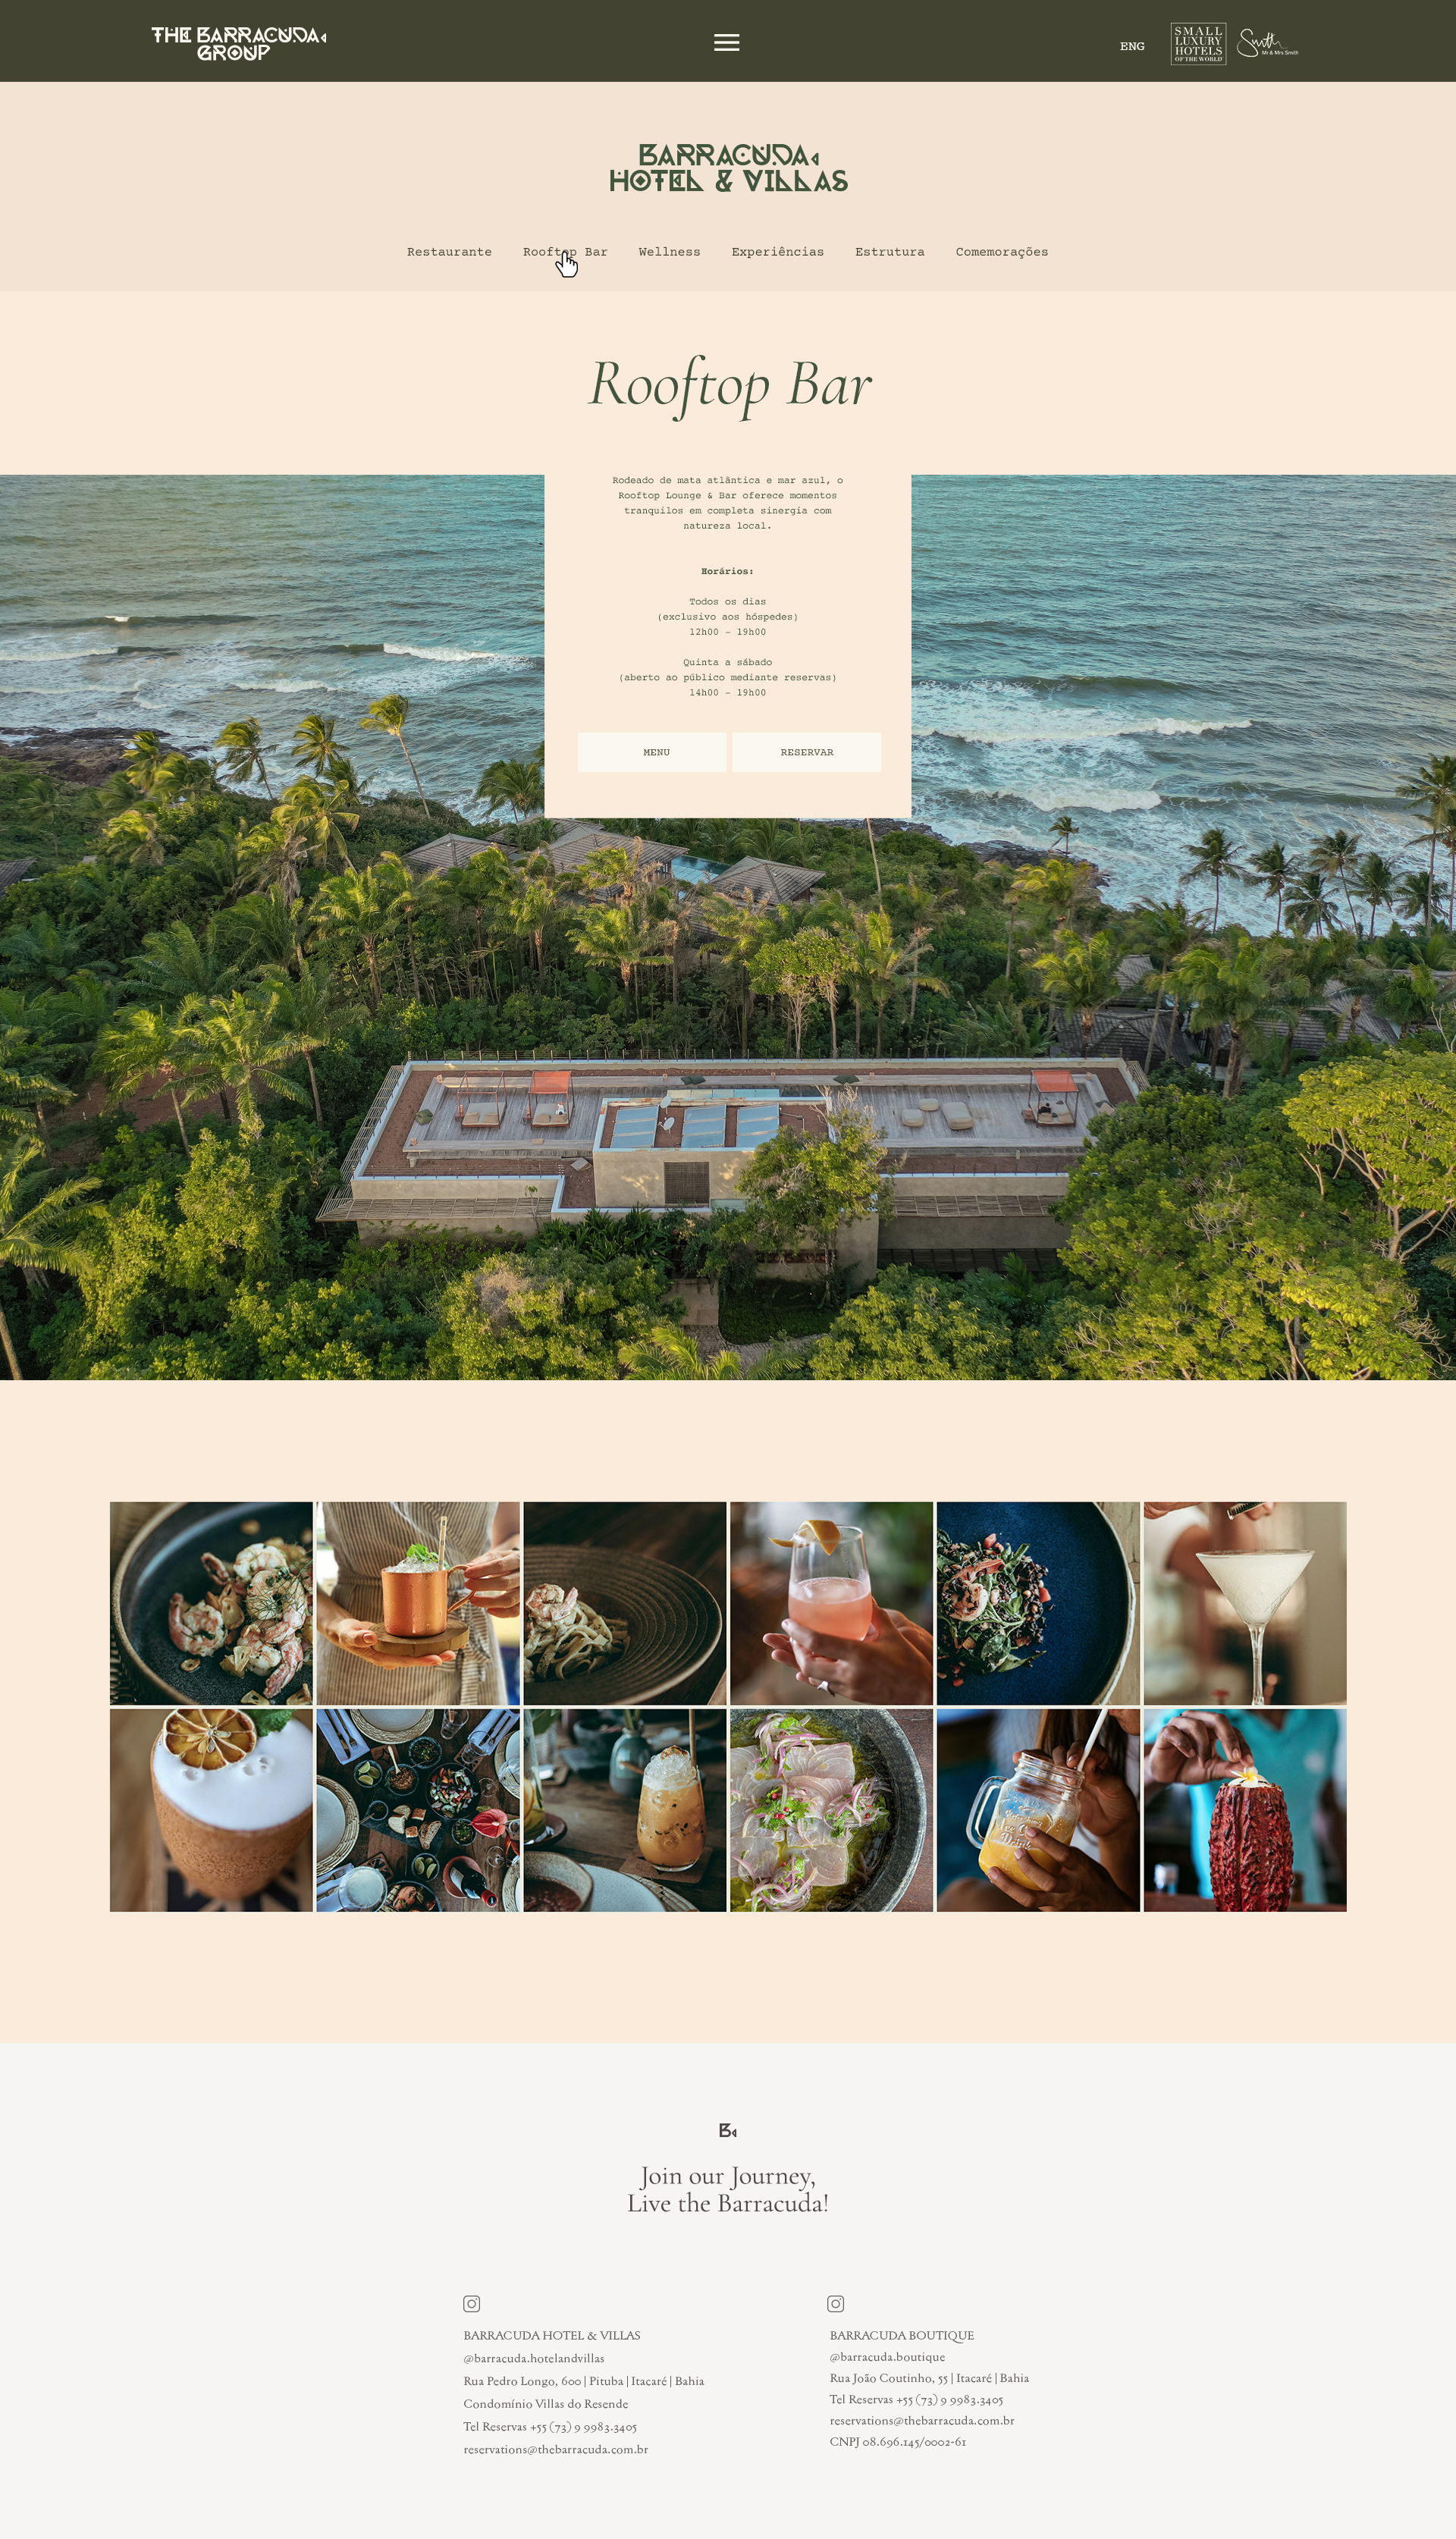 THE BARRACUDA
GROUP
ENG
SMALL
LUXURY
HOTELS
OF THE WORLD
Smith
Mr & Mrs Smith
BARRACUDA
HOTEL & VILLAS
Restaurante
Rooftop Bar
Wellness
Experiências
Estrutura
Comemorações
Rooftop Bar
Rodeado de mata atlântica e mar azul, o
Rooftop Lounge & Bar oferece momentos
tranquilos em completa sinergia com
natureza local.
Horários:
Todos os dias
(exclusivo aos hóspedes)
12h00 - 19h00
Quinta a sábado
(aberto ao público mediante reservas)
14h00 - 19h00
MENU
RESERVAR
B
Join our Journey,
Live the Barracuda!
BARRACUDA HOTEL & VILLAS
@barracuda.hotelandvillas
Rua Pedro Longo, 600 | Pituba | Itacaré | Bahia
Condomínio Villas do Resende
Tel Reservas +55 (73) 9 9983.3405
reservations@thebarracuda.com.br
BARRACUDA BOUTIQUE
@barracuda.boutique
Rua João Coutinho, 55 | Itacaré | Bahia
Tel Reservas +55 (73) 9 9983.3405
reservations@thebarracuda.com.br
CNPJ 08.696.145/0002-61